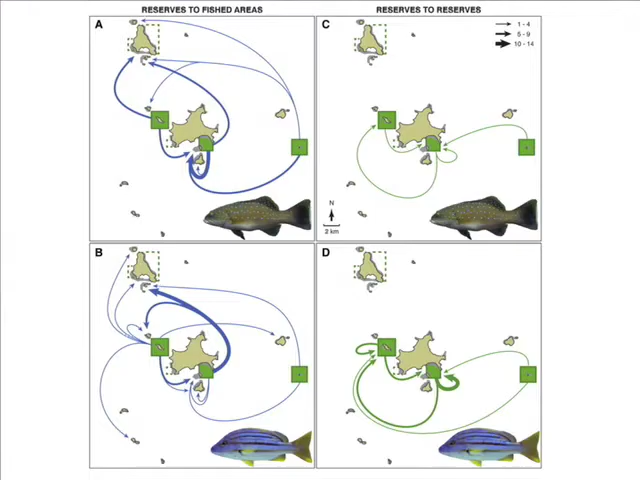 RESERVES TO FISHED AREAS
RESERVES TO RESERVES
A
C
1 - 4
5 - 9
10 - 14
N
2 km
B
D